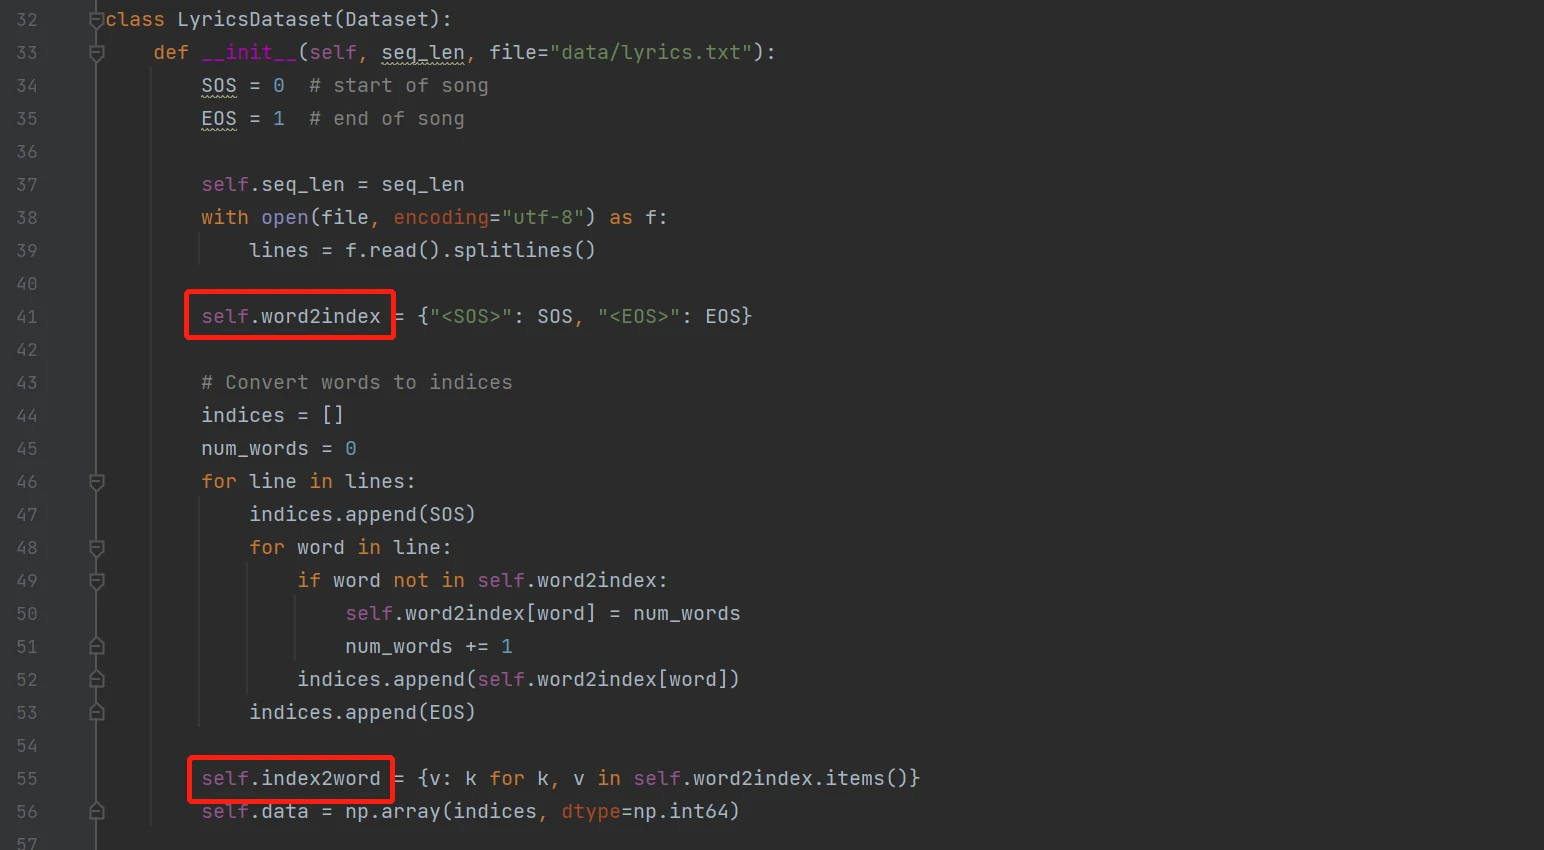 32 class LyricsDataset(Dataset):
33 def __init__(self, seq_len, file="data/lyrics.txt"):
34 SOS = 0  # start of song
35 EOS = 1  # end of song
36
37 self.seq_len = seq_len
38 with open(file, encoding="utf-8") as f:
39 lines = f.read().splitlines()
40
41 self.word2index = {"<SOS>": SOS, "<EOS>": EOS}
42
43 # Convert words to indices
44 indices = []
45 num_words = 0
46 for line in lines:
47 indices.append(SOS)
48 for word in line:
49 if word not in self.word2index:
50 self.word2index[word] = num_words
51 num_words += 1
52 indices.append(self.word2index[word])
53 indices.append(EOS)
54
55 self.index2word = {v: k for k, v in self.word2index.items()}
56 self.data = np.array(indices, dtype=np.int64)
57